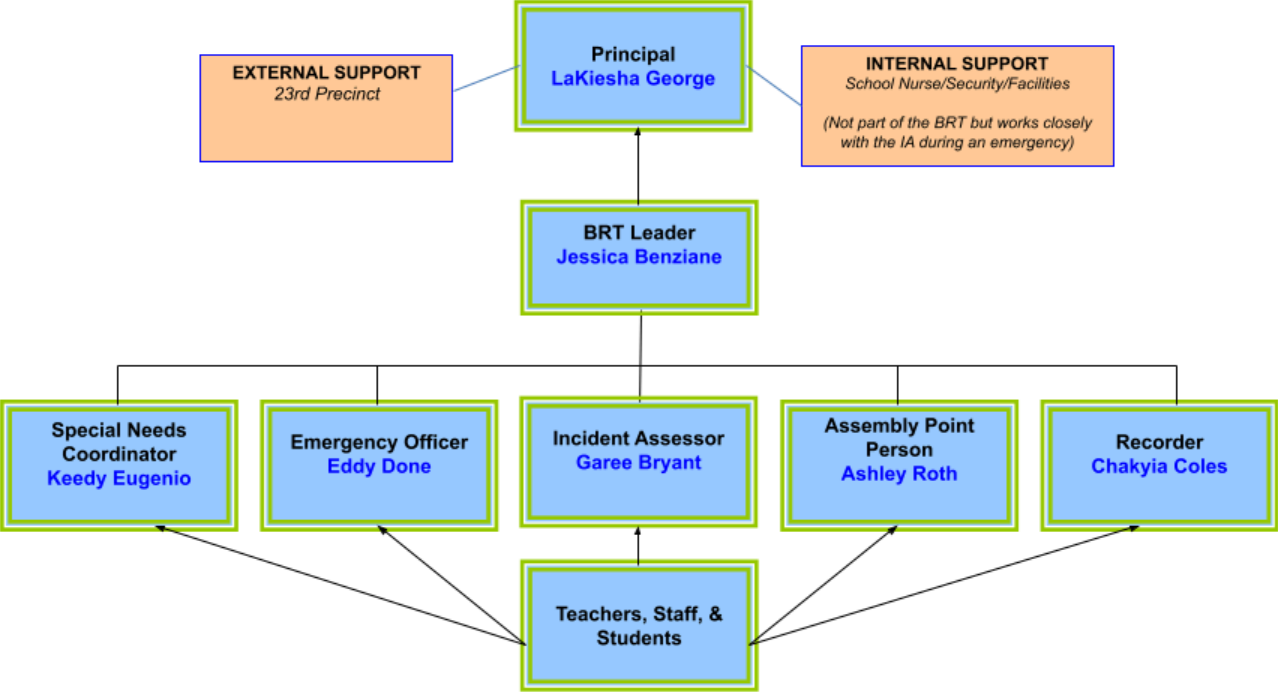 Principal
LaKiesha George
EXTERNAL SUPPORT
23rd Precinct
INTERNAL SUPPORT
School Nurse/Security/Facilities
(Not part of the BRT but works closely
with the IA during an emergency)
BRT Leader
Jessica Benziane
Special Needs
Coordinator
Keedy Eugenio
Emergency Officer
Eddy Done
Incident Assessor
Garee Bryant
Assembly Point
Person
Ashley Roth
Recorder
Chakyia Coles
Teachers, Staff, &
Students